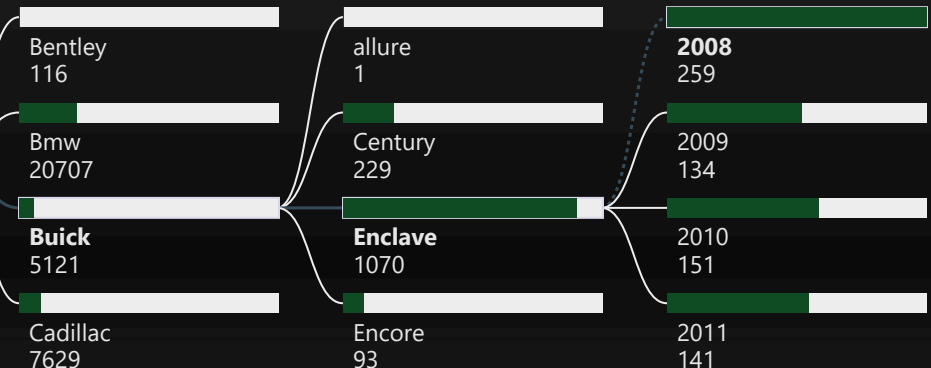 Bentley
116
Bmw
20707
Buick
5121
Cadillac
7629
allure
1
Century
229
Enclave
1070
Encore
93
2008
259
2009
134
2010
151
2011
141